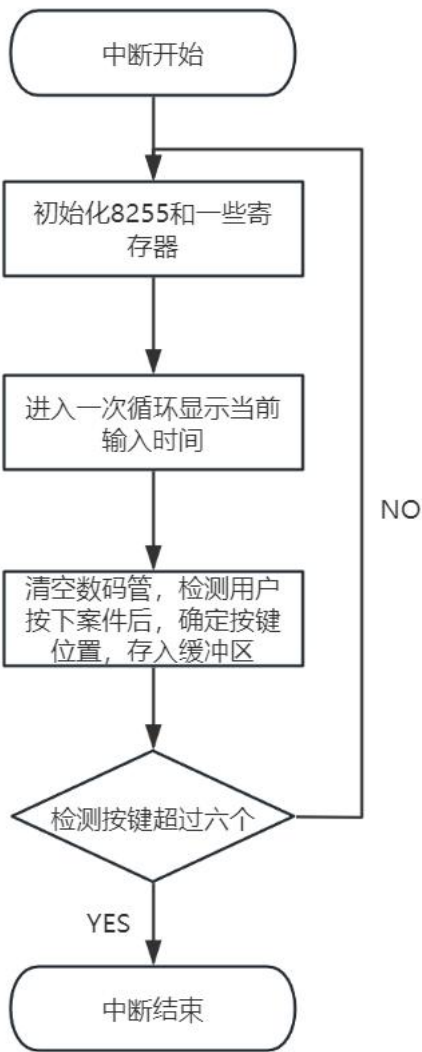 中断开始
初始化8255和一些寄
存器
进入一次循环显示当前
输入时间
NO
清空数码管，检测用户
按下案件后，确定按键
位置，存入缓冲区
检测按键超过六个
YES
中断结束